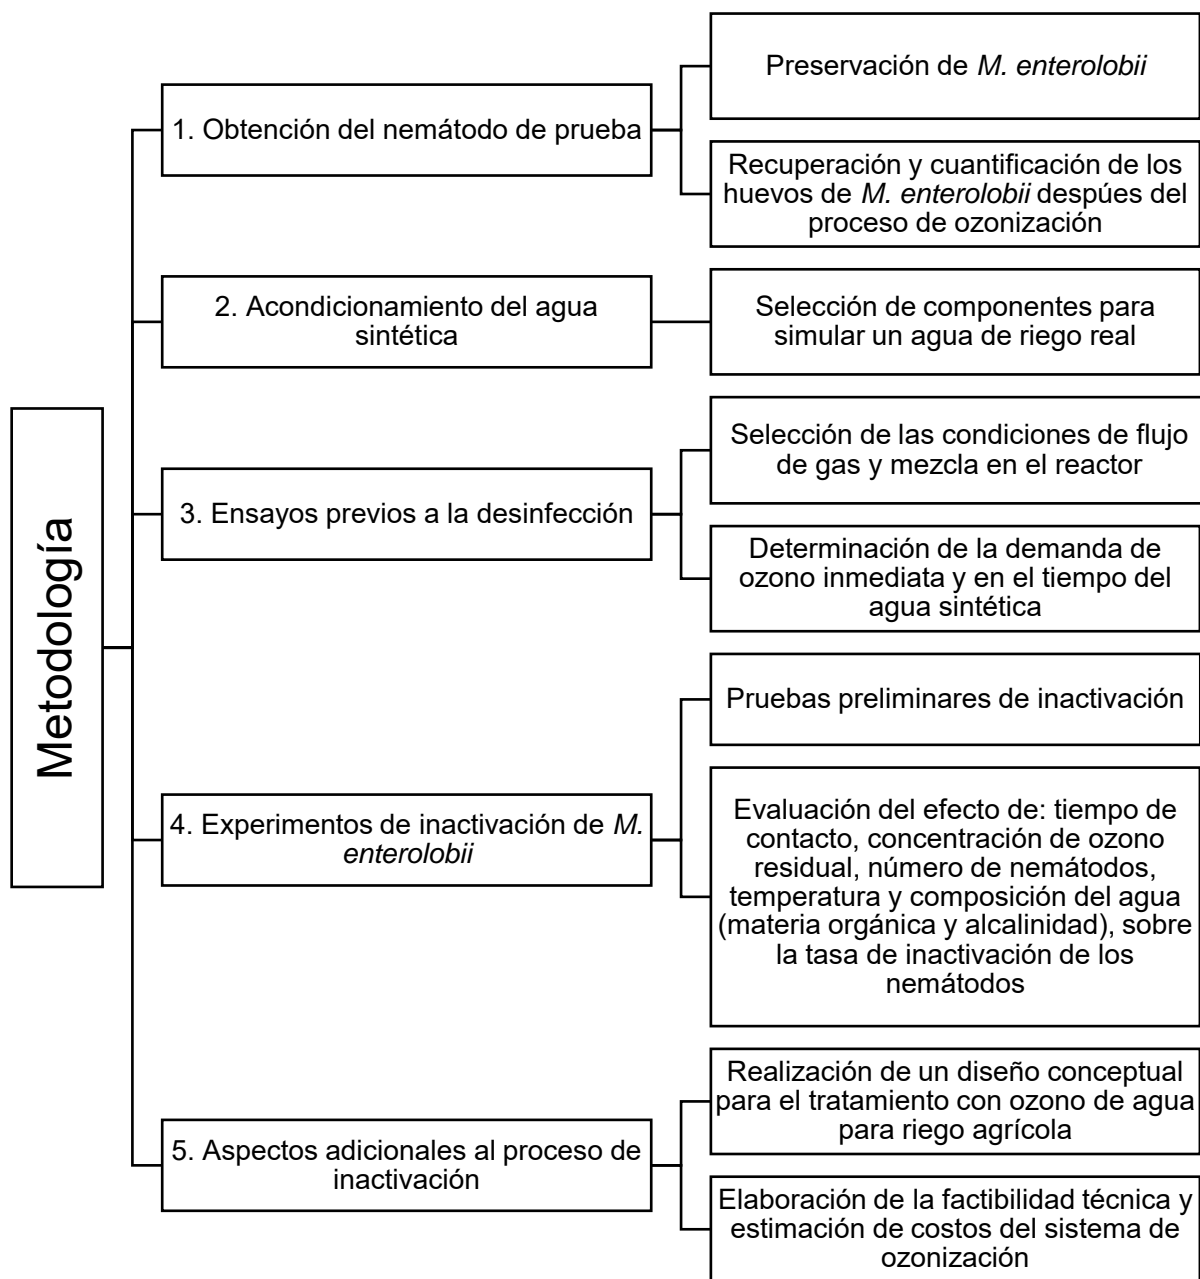 Metodología
1. Obtención del nemátodo de prueba
Preservación de M. enterolobii
Recuperación y cuantificación de los
huevos de M. enterolobii despúes del
proceso de ozonización
2. Acondicionamiento del agua
sintética
Selección de componentes para
simular un agua de riego real
3. Ensayos previos a la desinfección
Selección de las condiciones de flujo
de gas y mezcla en el reactor
Determinación de la demanda de
ozono inmediata y en el tiempo del
agua sintética
4. Experimentos de inactivación de M.
enterolobii
Pruebas preliminares de inactivación
Evaluación del efecto de: tiempo de
contacto, concentración de ozono
residual, número de nemátodos,
temperatura y composición del agua
(materia orgánica y alcalinidad), sobre
la tasa de inactivación de los
nemátodos
5. Aspectos adicionales al proceso de
inactivación
Realización de un diseño conceptual
para el tratamiento con ozono de agua
para riego agrícola
Elaboración de la factibilidad técnica y
estimación de costos del sistema de
ozonización